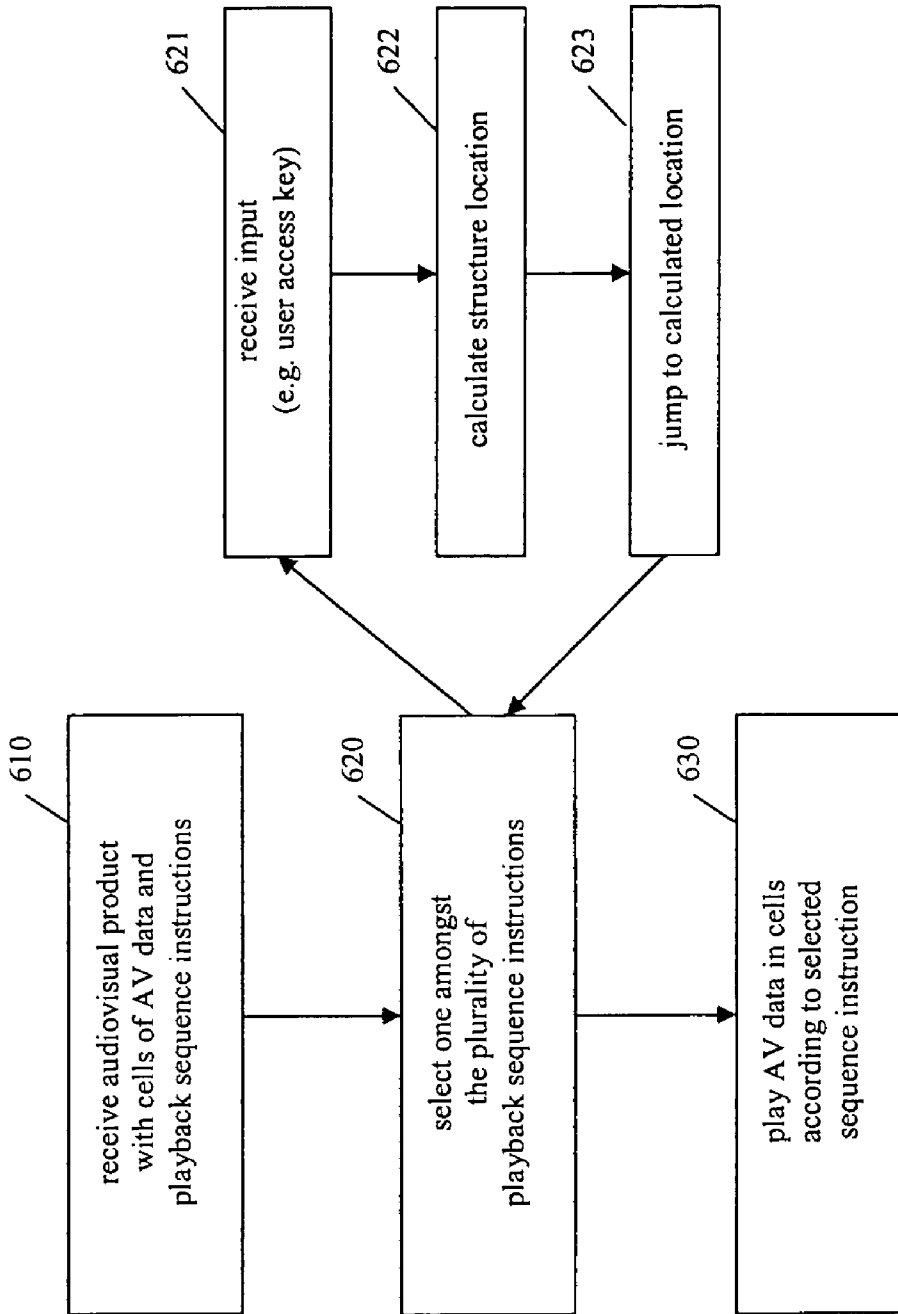 610
receive audiovisual product
with cells of AV data and
playback sequence instructions
620
select one amongst
the plurality of
playback sequence instructions
630
play AV data in cells
according to selected
sequence instruction
621
receive input
(e.g. user access key)
622
calculate structure location
623
jump to calculated location